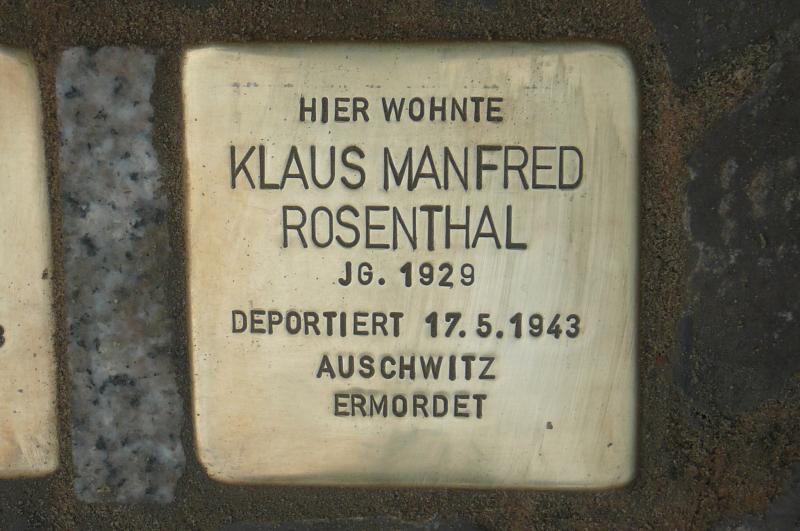 HIER WOHNTE
KLAUS MANFRED
ROSENTHAL
JG. 1929
DEPORTIERT 17.5.1943
AUSCHWITZ
ERMORDET